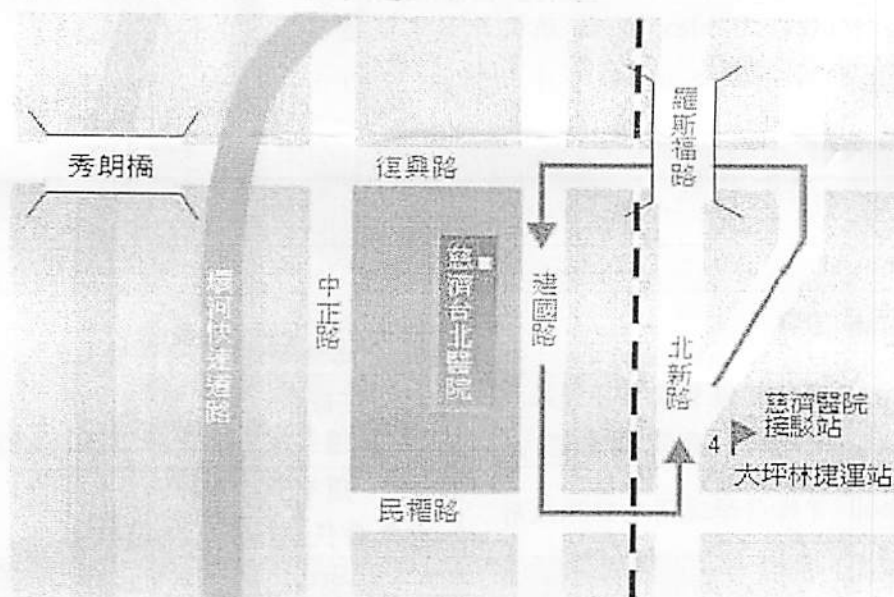 羅斯福路
秀朗橋
復興路
環河快速道路
中正路
慈濟台北醫院
建國路
北新路
4
慈濟醫院
接駁站
大坪林捷運站
民權路